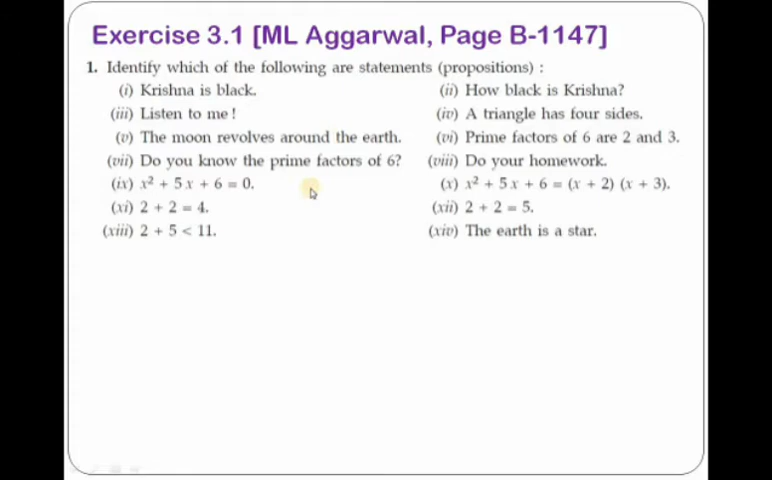 Exercise 3.1 [ML Aggarwal, Page B-1147]
1. Identify which of the following are statements (propositions) :
(i) Krishna is black. (ii) How black is Krishna?
(iii) Listen to me ! (iv) A triangle has four sides.
(v) The moon revolves around the earth. (vi) Prime factors of 6 are 2 and 3.
(vii) Do you know the prime factors of 6? (viii) Do your homework.
(ix) x² + 5 x + 6 = 0. (x) x² + 5 x + 6 = (x + 2) (x + 3).
(xi) 2 + 2 = 4. (xii) 2 + 2 = 5.
(xiii) 2 + 5 < 11. (xiv) The earth is a star.